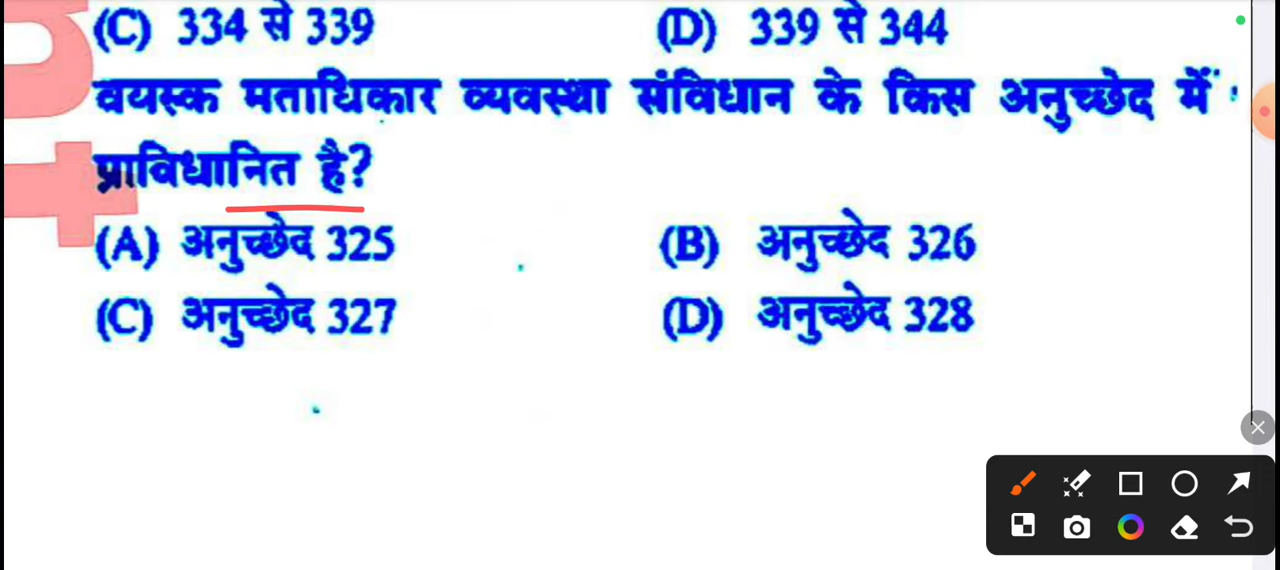 (C) 334 से 339 (D) 339 से 344
वयस्क मताधिकार व्यवस्था संविधान के किस अनुच्छेद में
प्राविधानित है?
(A) अनुच्छेद 325 (B) अनुच्छेद 326
(C) अनुच्छेद 327 (D) अनुच्छेद 328